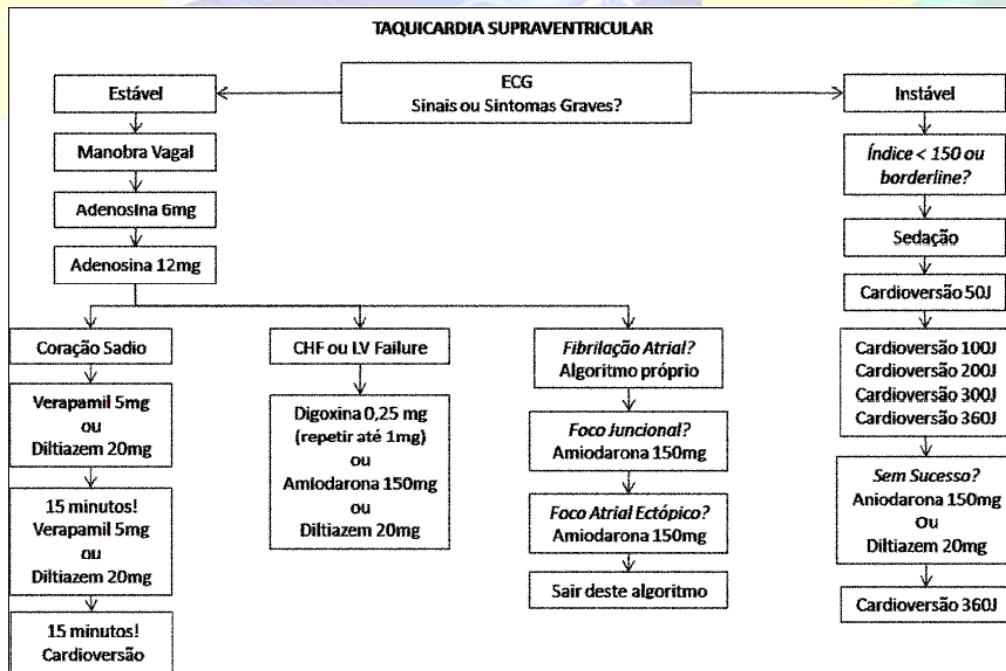 TAQUICARDIA SUPRAVENTRICULAR
ECG
Sinais ou Sintomas Graves?
Estável
Manobra Vagal
Adenosina 6mg
Adenosina 12mg
Coração Sadio
Verapamil 5mg
ou
Diltiazem 20mg
15 minutos!
Verapamil 5mg
ou
Diltiazem 20mg
15 minutos!
Cardioversão
CHF ou LV Failure
Digoxina 0,25 mg
(repetir até 1mg)
ou
Amiodarona 150mg
ou
Diltiazem 20mg
Fibrilação Atrial?
Algoritmo próprio
Foco Juncional?
Amiodarona 150mg
Foco Atrial Ectópico?
Amiodarona 150mg
Sair deste algoritmo
Instável
Índice < 150 ou
borderline?
Sedação
Cardioversão 50J
Cardioversão 100J
Cardioversão 200J
Cardioversão 300J
Cardioversão 360J
Sem Sucesso?
Aniodarona 150mg
Ou
Diltiazem 20mg
Cardioversão 360J